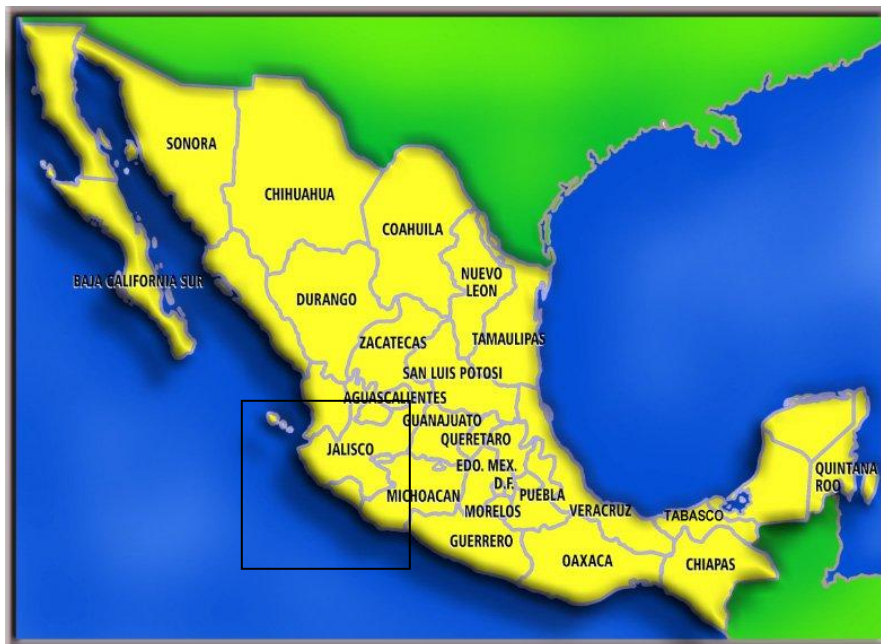 SONORA
CHIHUAHUA
COAHUILA
BAJA CALIFORNIA SUR
NUEVO
LEON
DURANGO
ZACATECAS
TAMAULIPAS
SAN LUIS POTOSI
AGUASCALIENTES
GUANAJUATO
JALISCO
QUERETARO
EDO. MEX.
D.F.
MICHOACAN
PUEBLA
MORELOS
VERACRUZ
TABASCO
QUINTANA
ROO
GUERRERO
OAXACA
CHIAPAS